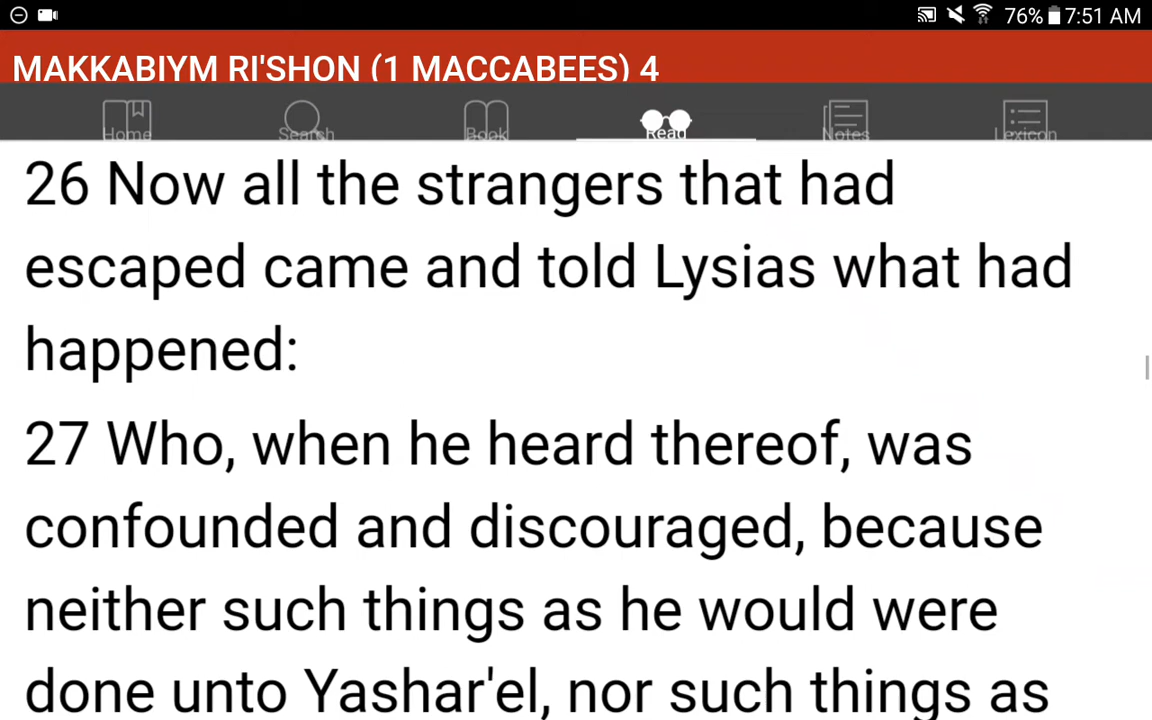 76% 7:51 AM
MAKKABIYM RI'SHON (1 MACCABEES) 4
Home Search Book Read Notes Lexicon
26 Now all the strangers that had
escaped came and told Lysias what had
happened:
27 Who, when he heard thereof, was
confounded and discouraged, because
neither such things as he would were
done unto Yashar'el, nor such things as